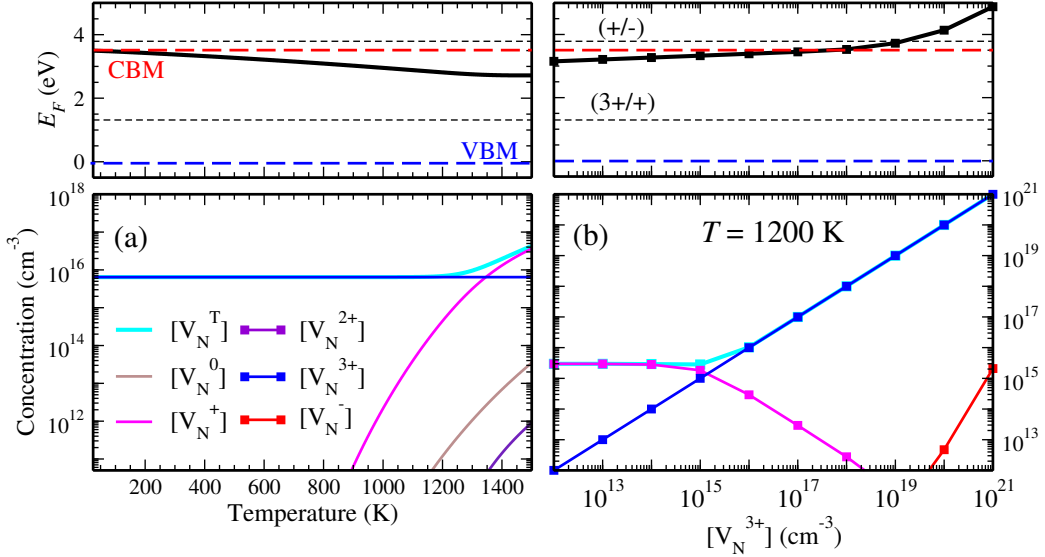 4
2
0
E_F (eV)
CBM
VBM
(+/-)
(3+/+)
10^18
10^16
10^14
10^12
Concentration (cm^-3)
(a)
[V_N^T]
[V_N^2+]
[V_N^0]
[V_N^3+]
[V_N^+]
[V_N^-]
200 400 600 800 1000 1200 1400
Temperature (K)
(b)
T = 1200 K
10^21
10^19
10^17
10^15
10^13
10^13 10^15 10^17 10^19 10^21
[V_N^3+] (cm^-3)